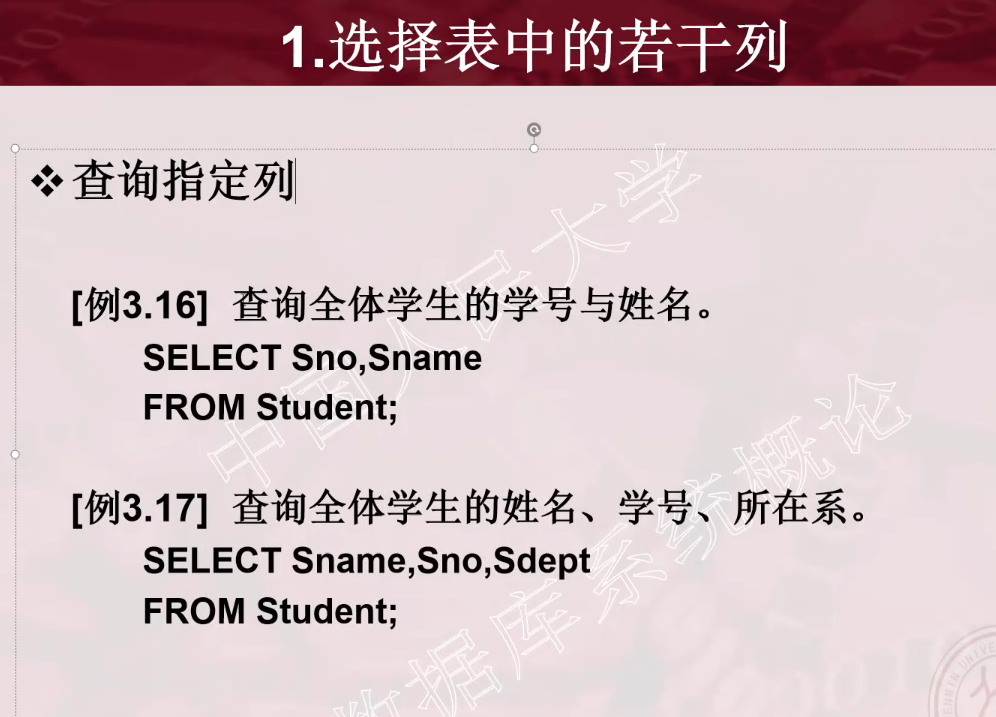 1.选择表中的若干列
❖查询指定列
[例3.16] 查询全体学生的学号与姓名。
SELECT Sno,Sname
FROM Student;
[例3.17] 查询全体学生的姓名、学号、所在系。
SELECT Sname,Sno,Sdept
FROM Student;
中国人民大学
数据库系统概论